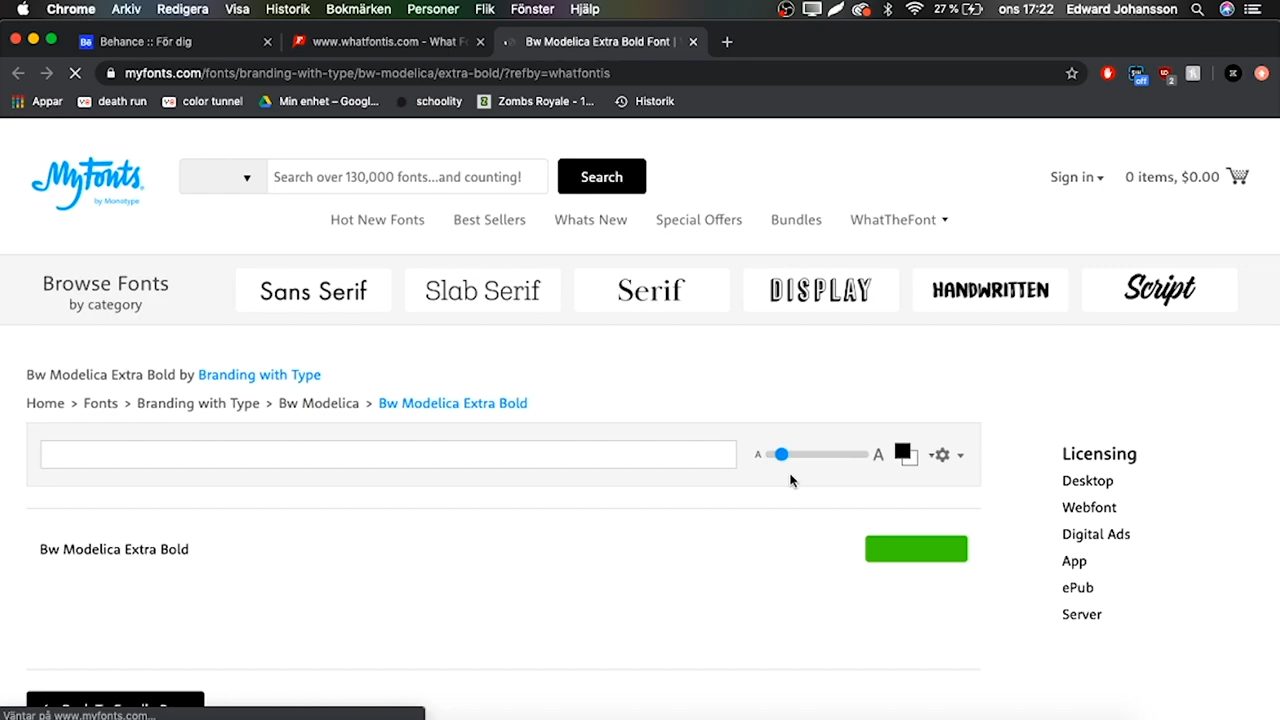 Chrome Arkiv Redigera Visa Historik Bokmärken Personer Flik Fönster Hjälp 27 % ons 17:22 Edward Johansson
Bē Behance :: För dig www.whatfontis.com - What F Bw Modelica Extra Bold Font |
myfonts.com/fonts/branding-with-type/bw-modelica/extra-bold/?refby=whatfontis off 2
Appar death run color tunnel Min enhet – Googl... schoolity Zombs Royale - 1... Historik
MyFonts by Monotype
Search over 130,000 fonts...and counting! Search Sign in 0 items, $0.00
Hot New Fonts Best Sellers Whats New Special Offers Bundles WhatTheFont
Browse Fonts by category Sans Serif Slab Serif Serif DISPLAY HANDWRITTEN Script
Bw Modelica Extra Bold by Branding with Type
Home > Fonts > Branding with Type > Bw Modelica > Bw Modelica Extra Bold
A A
Licensing
Desktop
Webfont
Digital Ads
App
ePub
Server
Bw Modelica Extra Bold
Väntar på www.myfonts.com...